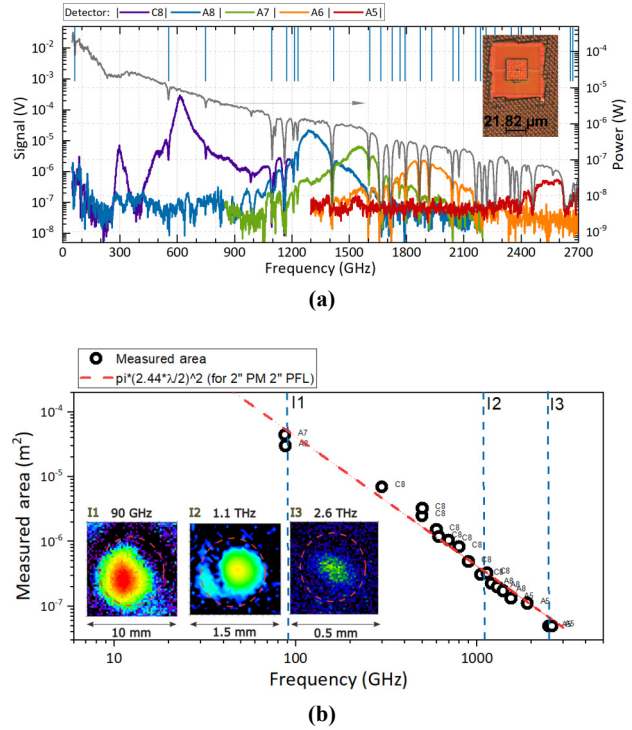 Detector: | C8 | A8 | A7 | A6 | A5 |
Signal (V)
10⁻²
10⁻³
10⁻⁴
10⁻⁵
10⁻⁶
10⁻⁷
10⁻⁸
Power (W)
10⁻⁴
10⁻⁵
10⁻⁶
10⁻⁷
10⁻⁸
10⁻⁹
21.82 μm
0 300 600 900 1200 1500 1800 2100 2400 2700
Frequency (GHz)
(a)
Measured area
pi*(2.44*λ/2)^2 (for 2" PM 2" PFL)
I1 I2 I3
Measured area (m²)
10⁻⁴
10⁻⁵
10⁻⁶
10⁻⁷
A7
C8
C8
C8
C8
C8
C8
C8
C8
C8
A8
A8
A5
I1 90 GHz I2 1.1 THz I3 2.6 THz
10 mm 1.5 mm 0.5 mm
10 100 1000
Frequency (GHz)
(b)